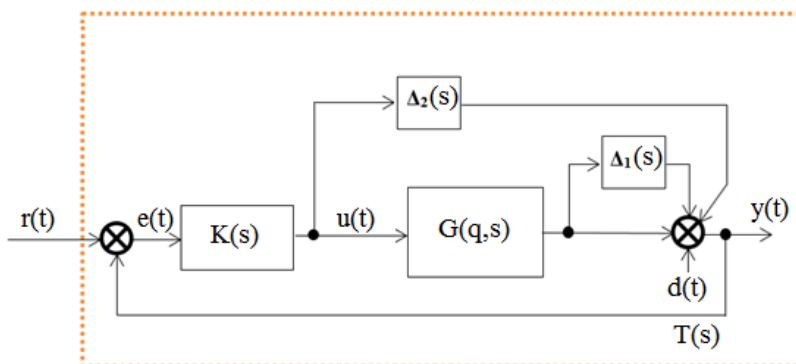 Δ₂(s)
Δ₁(s)
r(t)
e(t)
K(s)
u(t)
G(q,s)
y(t)
d(t)
T(s)